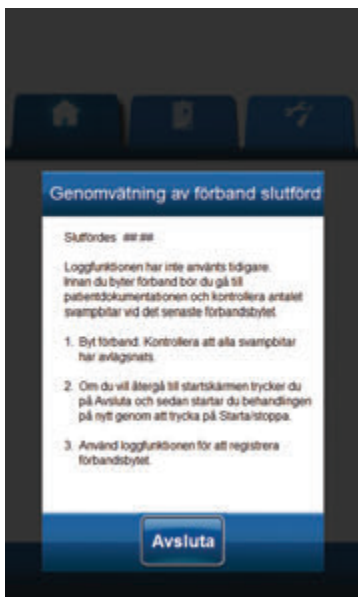 Genomvätning av förband slutförd
Slutfördes ##:##
Loggfunktionen har inte använts tidigare.
Innan du byter förband bör du gå till
patientdokumentationen och kontrollera antalet
svampbitar vid det senaste förbandsbytet.
1. Byt förband. Kontrollera att alla svampbitar
har avlägsnats.
2. Om du vill återgå till startskärmen trycker du
på Avsluta och sedan startar du behandlingen
på nytt genom att trycka på Starta/stoppa.
3. Använd loggfunktionen för att registrera
förbandsbytet.
Avsluta